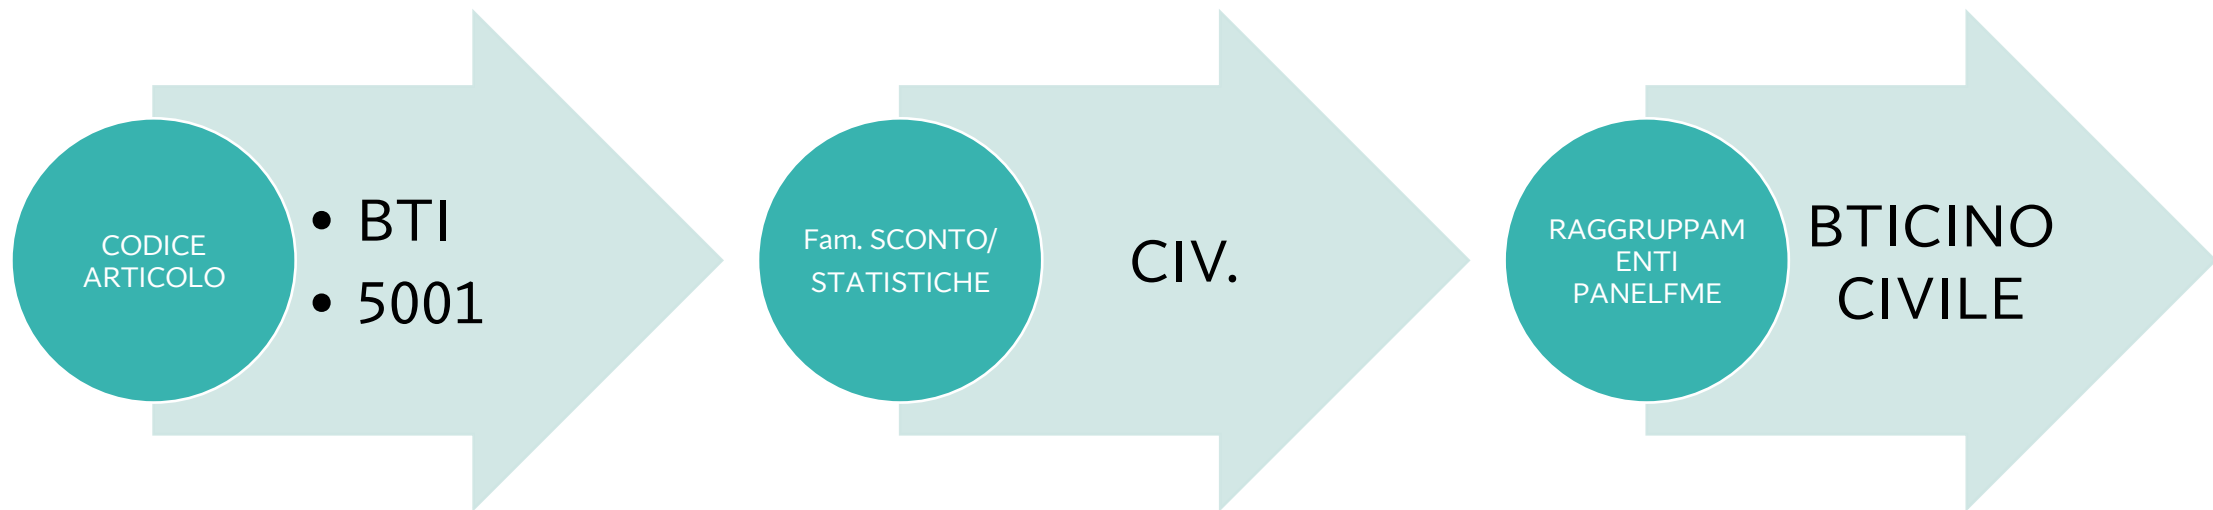 CODICE
ARTICOLO
• BTI
• 5001
Fam. SCONTO/
STATISTICHE
CIV.
RAGGRUPPAM
ENTI
PANELFME
BTICINO
CIVILE